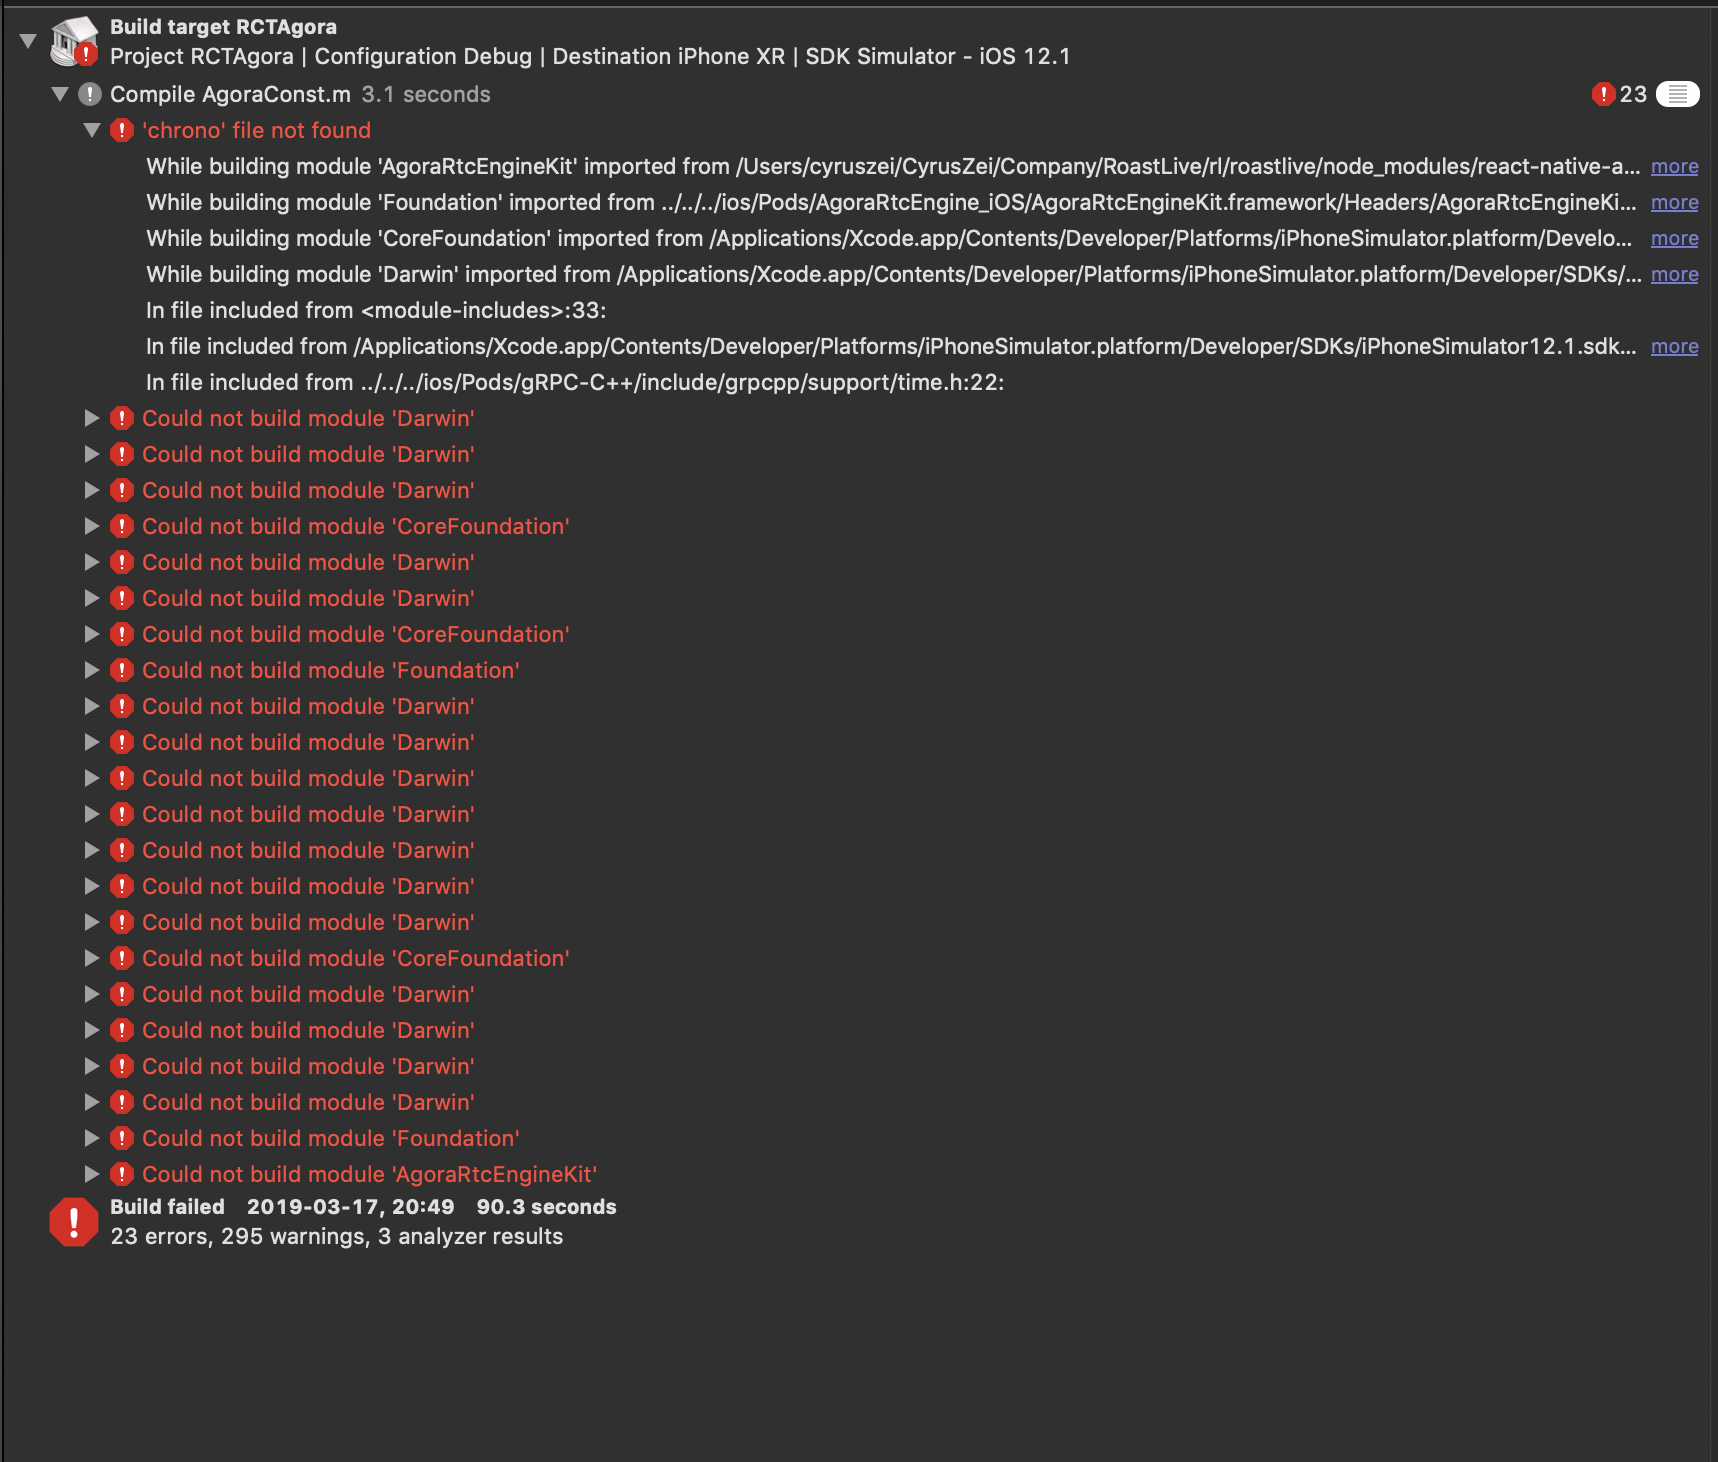 Build target RCTAgora
Project RCTAgora | Configuration Debug | Destination iPhone XR | SDK Simulator - iOS 12.1
Compile AgoraConst.m 3.1 seconds 23
'chrono' file not found
While building module 'AgoraRtcEngineKit' imported from /Users/cyruszei/CyrusZei/Company/RoastLive/rl/roastlive/node_modules/react-native-a... more
While building module 'Foundation' imported from ../../../ios/Pods/AgoraRtcEngine_iOS/AgoraRtcEngineKit.framework/Headers/AgoraRtcEngineKi... more
While building module 'CoreFoundation' imported from /Applications/Xcode.app/Contents/Developer/Platforms/iPhoneSimulator.platform/Develo... more
While building module 'Darwin' imported from /Applications/Xcode.app/Contents/Developer/Platforms/iPhoneSimulator.platform/Developer/SDKs/... more
In file included from <module-includes>:33:
In file included from /Applications/Xcode.app/Contents/Developer/Platforms/iPhoneSimulator.platform/Developer/SDKs/iPhoneSimulator12.1.sdk... more
In file included from ../../../ios/Pods/gRPC-C++/include/grpcpp/support/time.h:22:
Could not build module 'Darwin'
Could not build module 'Darwin'
Could not build module 'Darwin'
Could not build module 'CoreFoundation'
Could not build module 'Darwin'
Could not build module 'Darwin'
Could not build module 'CoreFoundation'
Could not build module 'Foundation'
Could not build module 'Darwin'
Could not build module 'Darwin'
Could not build module 'Darwin'
Could not build module 'Darwin'
Could not build module 'Darwin'
Could not build module 'Darwin'
Could not build module 'Darwin'
Could not build module 'CoreFoundation'
Could not build module 'Darwin'
Could not build module 'Darwin'
Could not build module 'Darwin'
Could not build module 'Darwin'
Could not build module 'Foundation'
Could not build module 'AgoraRtcEngineKit'
Build failed 2019-03-17, 20:49 90.3 seconds
23 errors, 295 warnings, 3 analyzer results